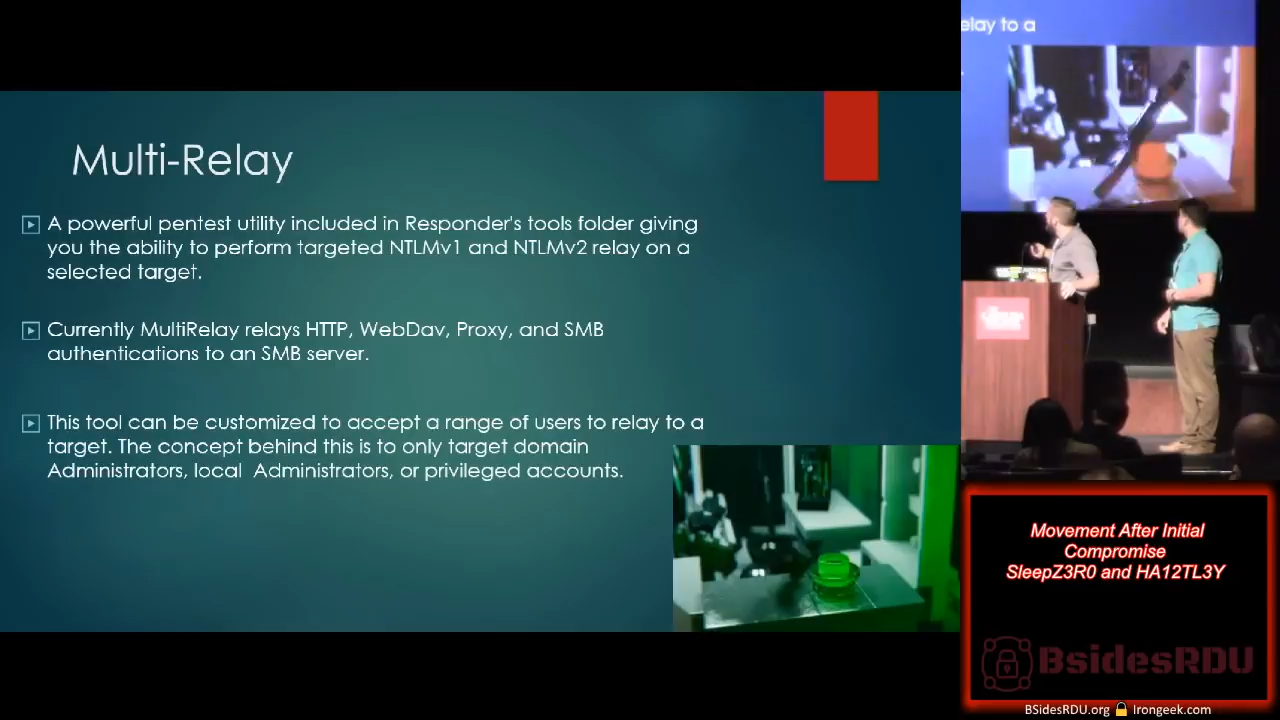 elay to a
Multi-Relay
A powerful pentest utility included in Responder's tools folder giving
you the ability to perform targeted NTLMv1 and NTLMv2 relay on a
selected target.
Currently MultiRelay relays HTTP, WebDav, Proxy, and SMB
authentications to an SMB server.
This tool can be customized to accept a range of users to relay to a
target. The concept behind this is to only target domain
Administrators, local  Administrators, or privileged accounts.
Movement After Initial
Compromise
SleepZ3R0 and HA12TL3Y
BsidesRDU
BSidesRDU.org 🔒 Irongeek.com